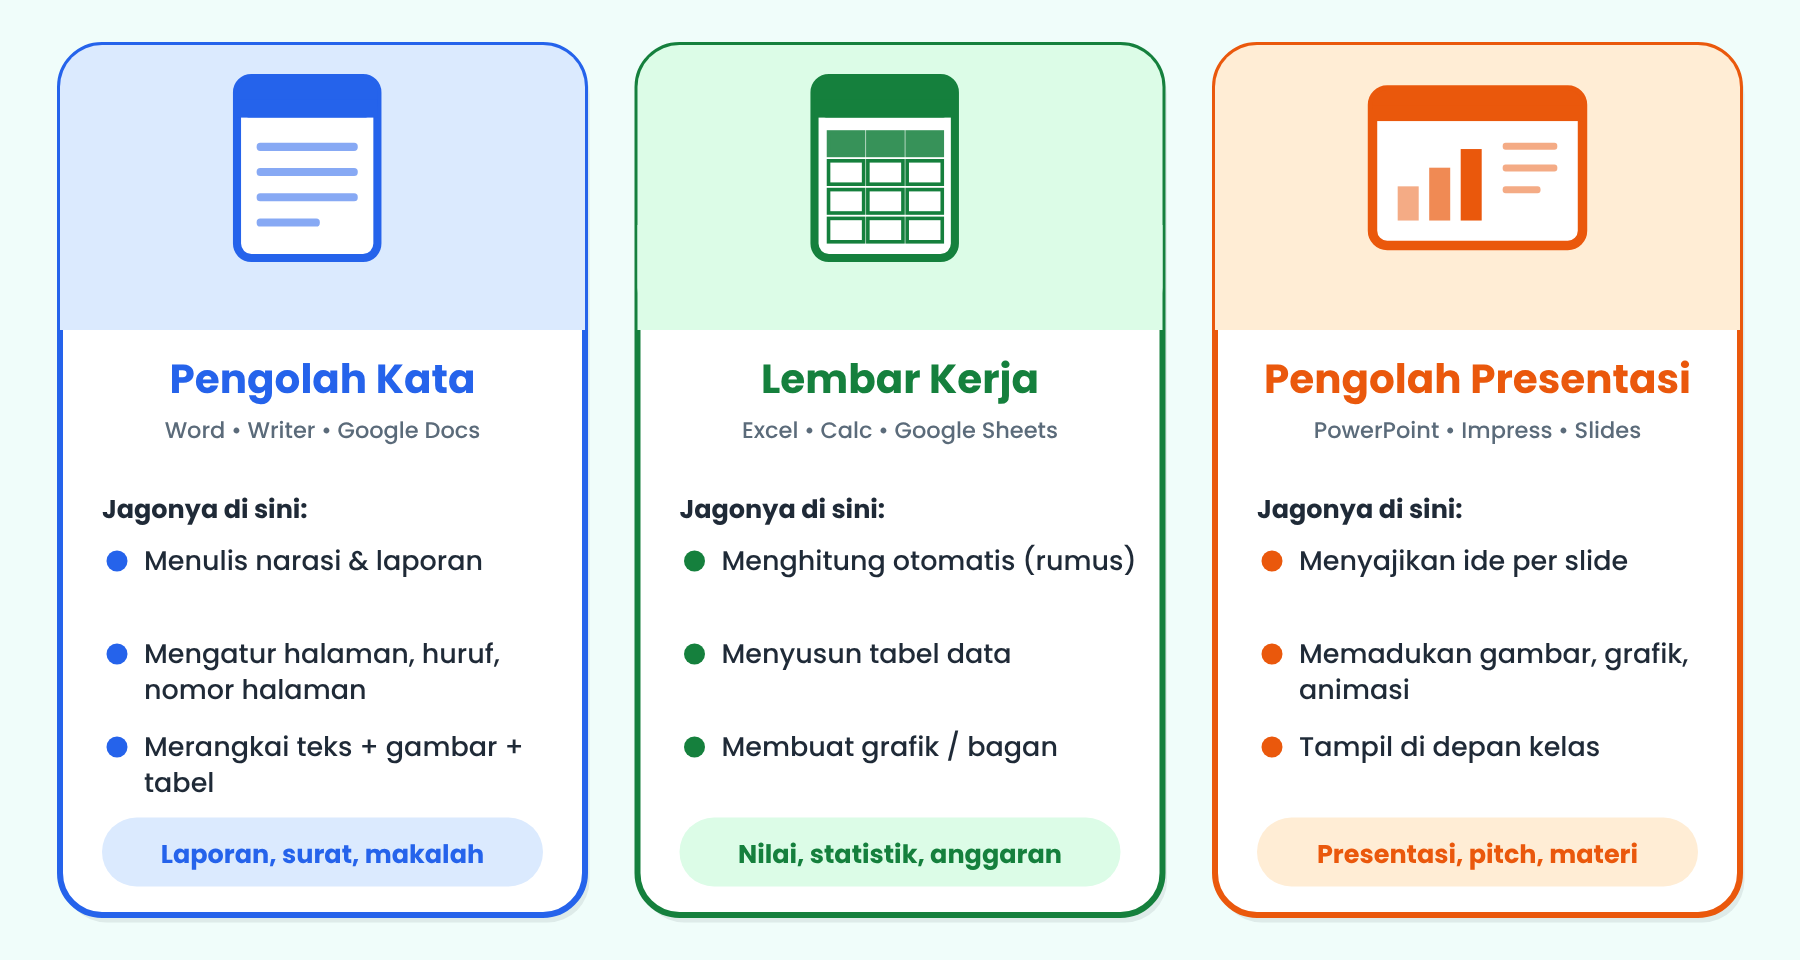 Pengolah Kata
Word • Writer • Google Docs
Jagonya di sini:
Menulis narasi & laporan
Mengatur halaman, huruf,
nomor halaman
Merangkai teks + gambar +
tabel
Laporan, surat, makalah
Lembar Kerja
Excel • Calc • Google Sheets
Jagonya di sini:
Menghitung otomatis (rumus)
Menyusun tabel data
Membuat grafik / bagan
Nilai, statistik, anggaran
Pengolah Presentasi
PowerPoint • Impress • Slides
Jagonya di sini:
Menyajikan ide per slide
Memadukan gambar, grafik,
animasi
Tampil di depan kelas
Presentasi, pitch, materi